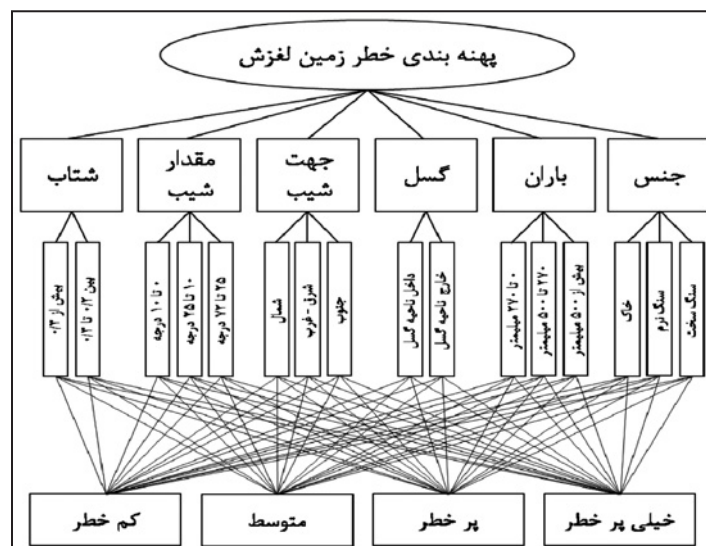 پهنه بندی خطر زمین لغزش
جنس
باران
گسل
جهت
شیب
مقدار
شیب
شتاب
سنگ سخت
سنگ نرم
خاک
بیش از ۵۰۰ میلیمتر
۲۷۰ تا ۵۰۰ میلیمتر
۰ تا ۲۷۰ میلیمتر
خارج ناحیه گسل
داخل ناحیه گسل
جنوب
شرق - غرب
شمال
۲۵ تا ۷۲ درجه
۱۰ تا ۲۵ درجه
۰ تا ۱۰ درجه
بین ۰/۲ تا ۰/۳
بیش از ۰/۳
خیلی پر خطر
پر خطر
متوسط
کم خطر